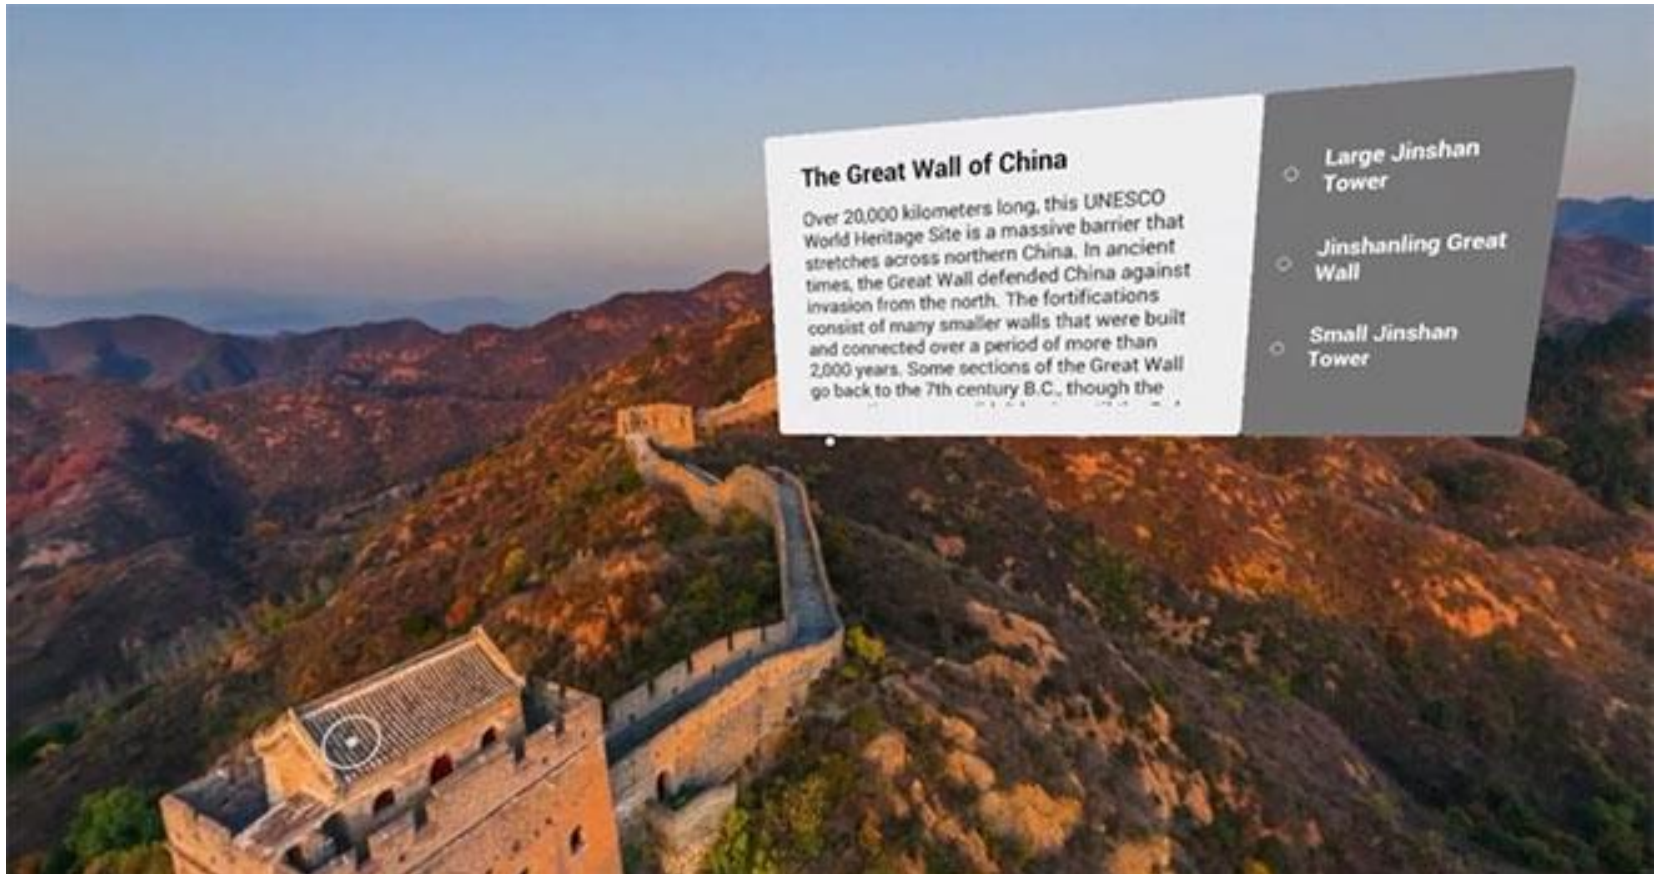 The Great Wall of China
Over 20,000 kilometers long, this UNESCO
World Heritage Site is a massive barrier that
stretches across northern China. In ancient
times, the Great Wall defended China against
invasion from the north. The fortifications
consist of many smaller walls that were built
and connected over a period of more than
2,000 years. Some sections of the Great Wall
go back to the 7th century B.C., though the
Large Jinshan
Tower
Jinshanling Great
Wall
Small Jinshan
Tower